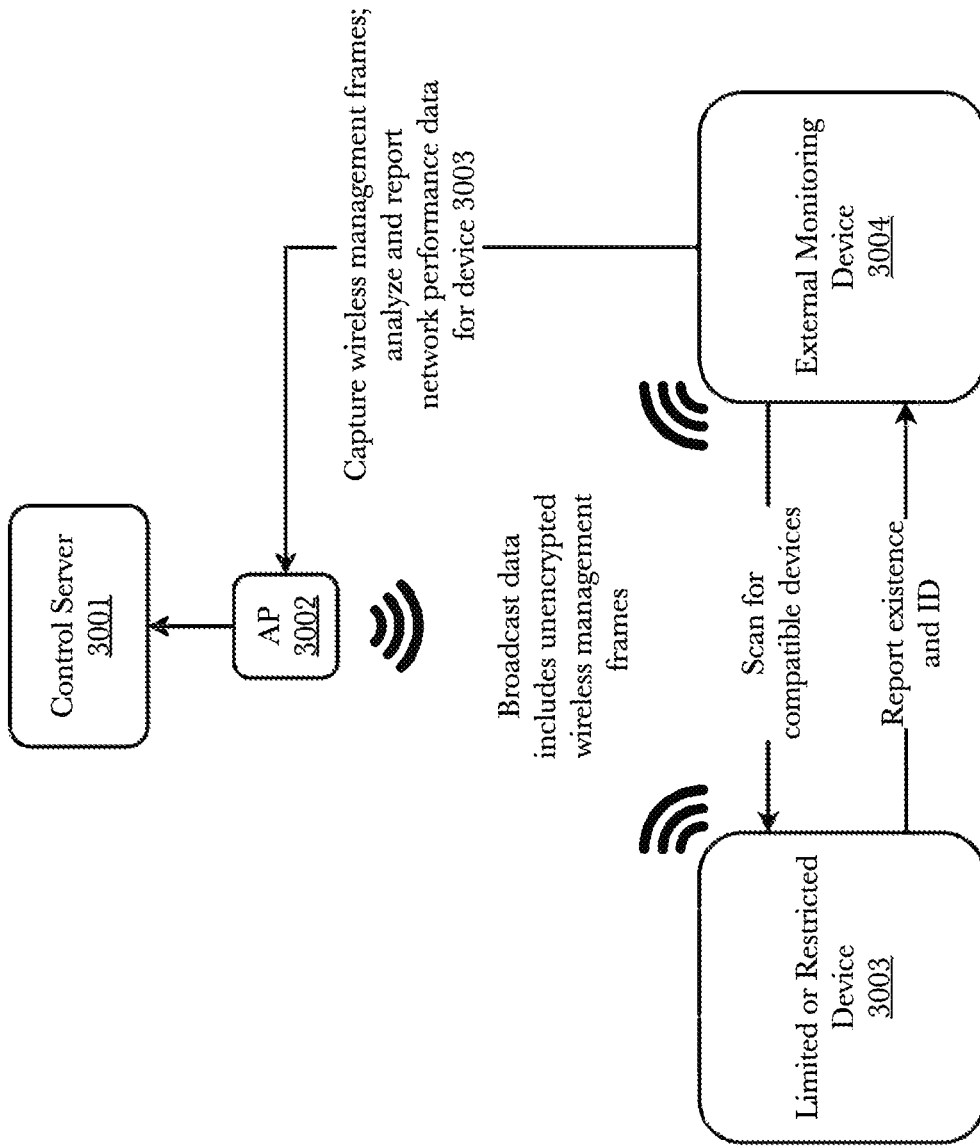 Control Server
3001
AP
3002
Capture wireless management frames;
analyze and report
network performance data
for device 3003
Broadcast data
includes unencrypted
wireless management
frames
Scan for
compatible devices
Report existence
and ID
Limited or Restricted
Device
3003
External Monitoring
Device
3004